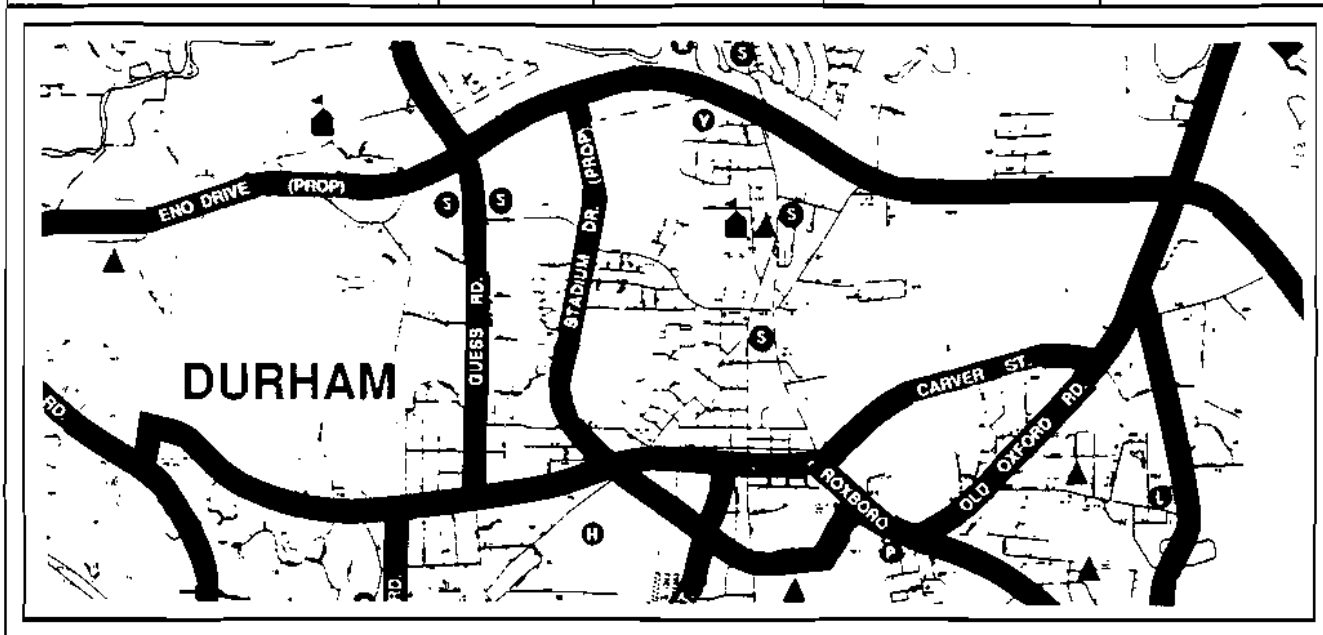 S
V
(PROP)
ENO DRIVE (PROP)
S
S
S
STADIUM DR.
GUESS RD.
S
DURHAM
CARVER ST.
RD.
OLD OXFORD RD.
ROXBORO
L
H
P
RD.